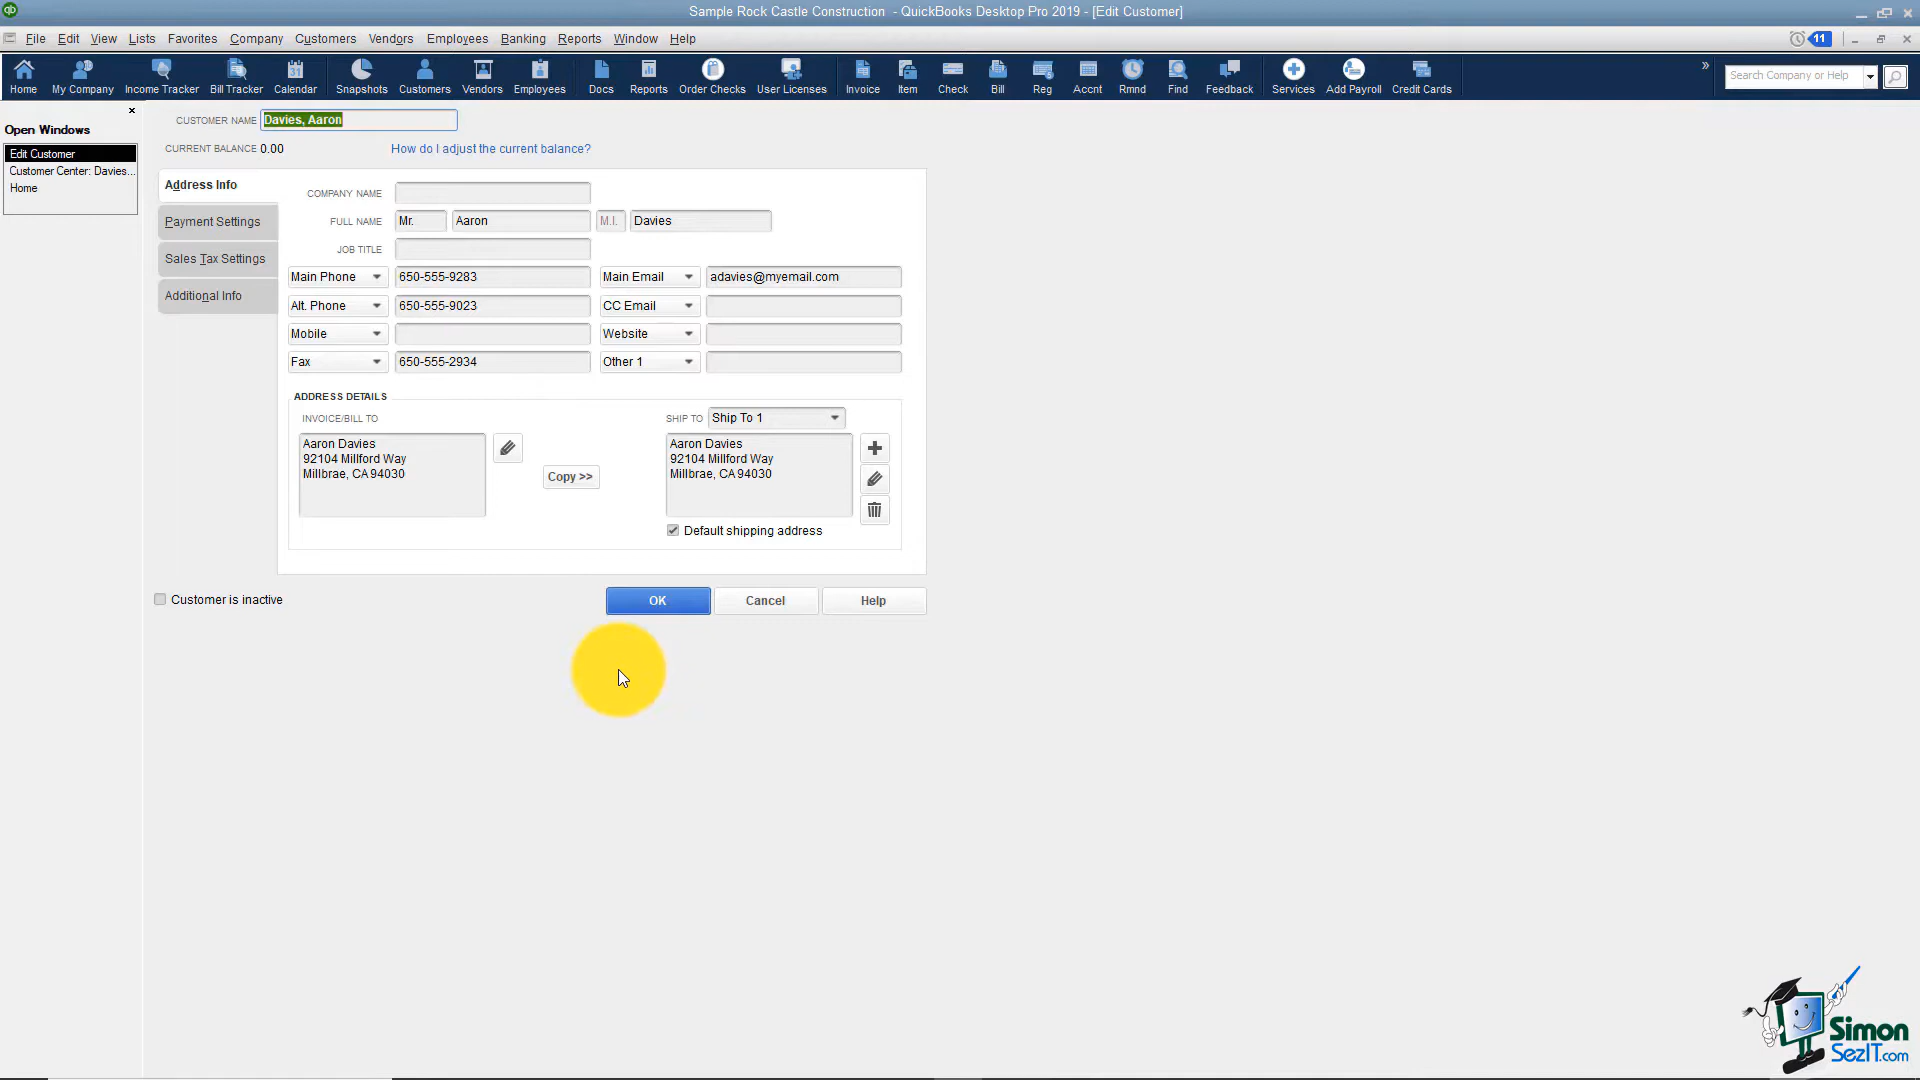 Sample Rock Castle Construction - QuickBooks Desktop Pro 2019 - [Edit Customer]
File Edit View Lists Favorites Company Customers Vendors Employees Banking Reports Window Help
11
Home My Company Income Tracker Bill Tracker Calendar Snapshots Customers Vendors Employees Docs Reports Order Checks User Licenses Invoice Item Check Bill Reg Accnt Rmnd Find Feedback Services Add Payroll Credit Cards
» Search Company or Help
Open Windows
Edit Customer
Customer Center: Davies...
Home
CUSTOMER NAME Davies, Aaron
CURRENT BALANCE 0.00 How do I adjust the current balance?
Address Info
Payment Settings
Sales Tax Settings
Additional Info
COMPANY NAME
FULL NAME Mr. Aaron M.I. Davies
JOB TITLE
Main Phone 650-555-9283 Main Email adavies@myemail.com
Alt. Phone 650-555-9023 CC Email
Mobile Website
Fax 650-555-2934 Other 1
ADDRESS DETAILS
INVOICE/BILL TO
Aaron Davies
92104 Millford Way
Millbrae, CA 94030
Copy >>
SHIP TO Ship To 1
Aaron Davies
92104 Millford Way
Millbrae, CA 94030
Default shipping address
Customer is inactive
OK Cancel Help
Simon
SezIT.com